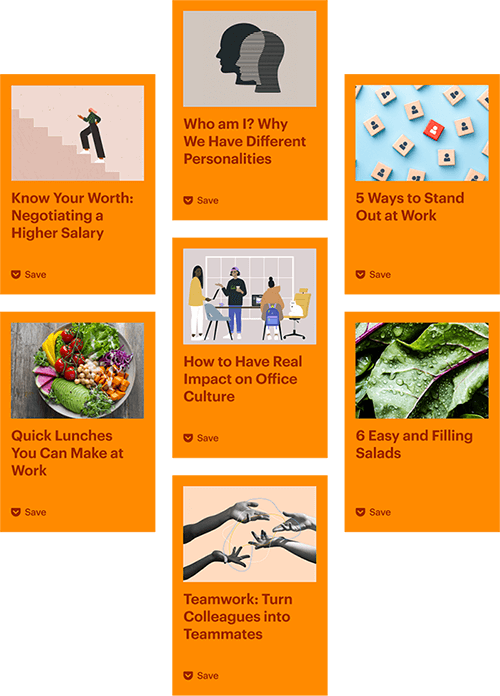 Who am I? Why
We Have Different
Personalities
Save
Know Your Worth:
Negotiating a
Higher Salary
Save
5 Ways to Stand
Out at Work
Save
How to Have Real
Impact on Office
Culture
Save
Quick Lunches
You Can Make at
Work
Save
6 Easy and Filling
Salads
Save
Teamwork: Turn
Colleagues into
Teammates
Save